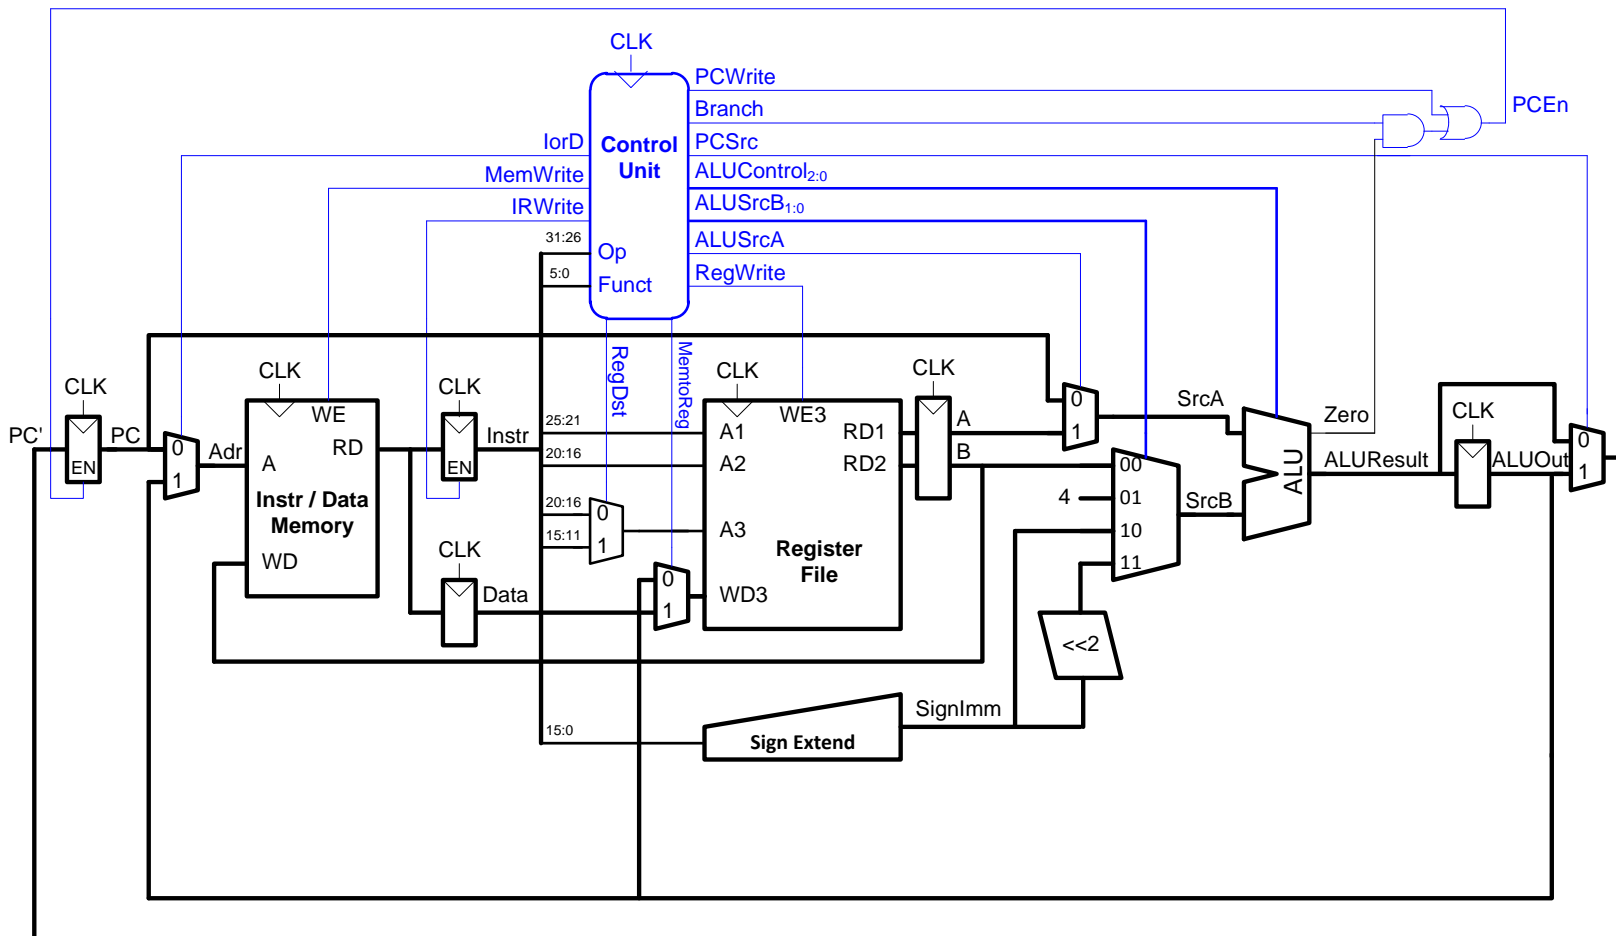 CLK
PCWrite
Branch
PCEn
IorD
Control
Unit
PCSrc
MemWrite
ALUControl2:0
IRWrite
ALUSrcB1:0
31:26
Op
ALUSrcA
5:0
Funct
RegWrite
RegDst
MemtoReg
CLK
CLK
CLK
CLK
CLK
PC'
PC
EN
0
1
Adr
WE
RD
A
Instr / Data
Memory
WD
EN
Instr
CLK
Data
25:21
20:16
20:16
15:11
0
1
0
1
WE3
A1
A2
A3
WD3
RD1
RD2
Register
File
A
B
0
1
SrcA
00
4
01
10
11
SrcB
ALU
Zero
ALUResult
CLK
ALUOut
0
1
<<2
SignImm
15:0
Sign Extend